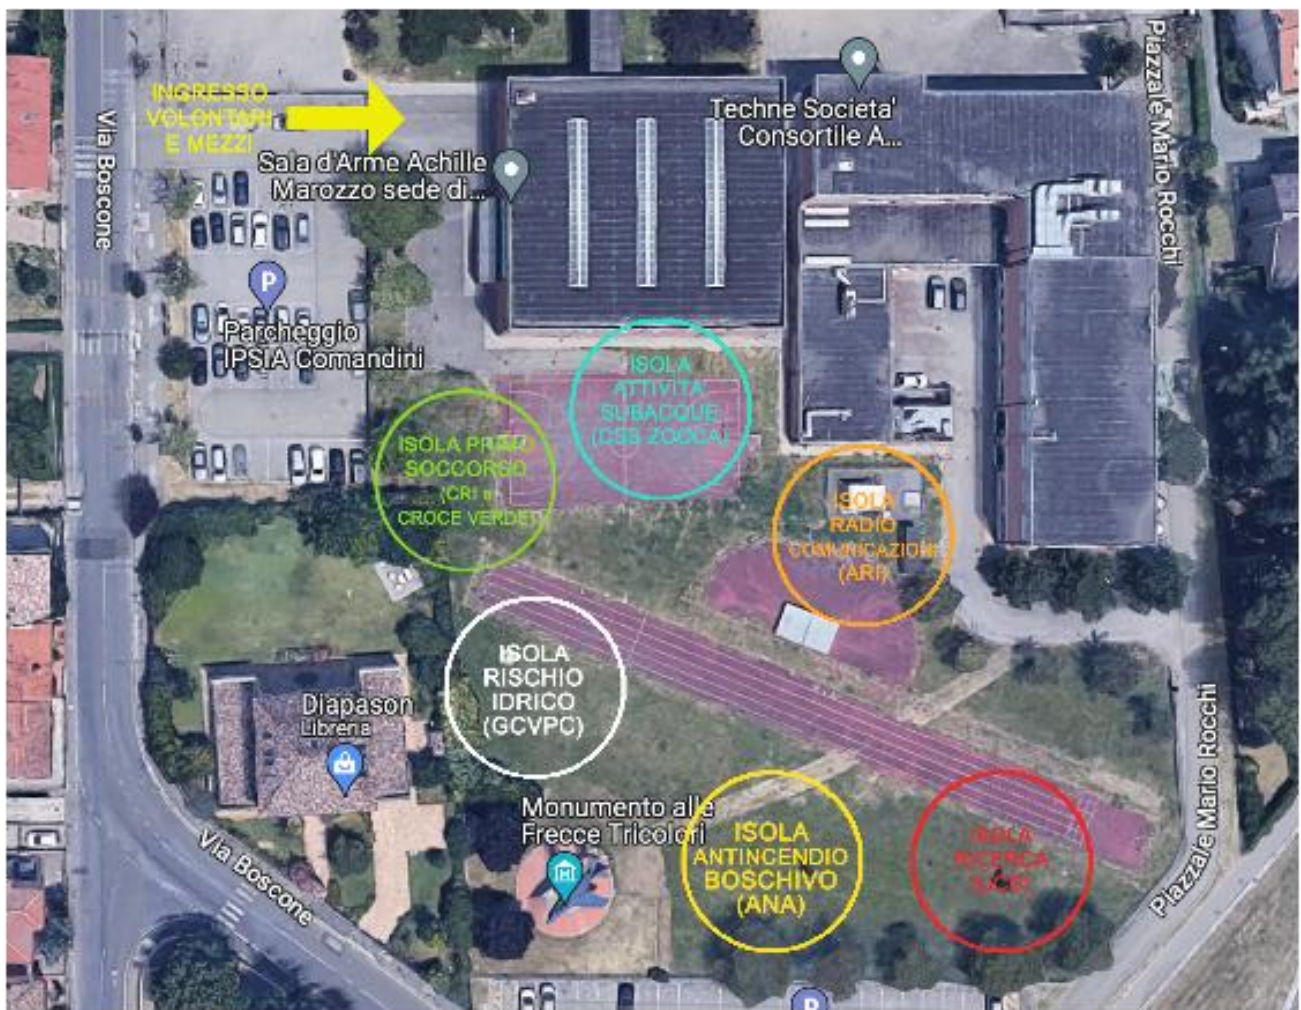 INGRESSO
VOLONTARI
E MEZZI
Via Boscone
Sala d'Arme Achille
Marozzo sede di...
Techne Societa'
Consortile A...
Piazzale Mario Rocchi
P
Parcheggio
IPSIA Comandini
ISOLA
ATTIVITA
SUBACQUE
(CSS ZOCCA)
ISOLA PRIMO
SOCCORSO
(CRI e
CROCE VERDE)
ISOLA
RADIO
COMUNICAZIONI
(ARI)
ISOLA
RISCHIO
IDRICO
(GCVPC)
Diapason
Libreria
Monumento alle
Frecce Tricolori
ISOLA
ANTINCENDIO
BOSCHIVO
(ANA)
ISOLA
RICERCA
Via Boscone
Piazzale Mario Rocchi
P